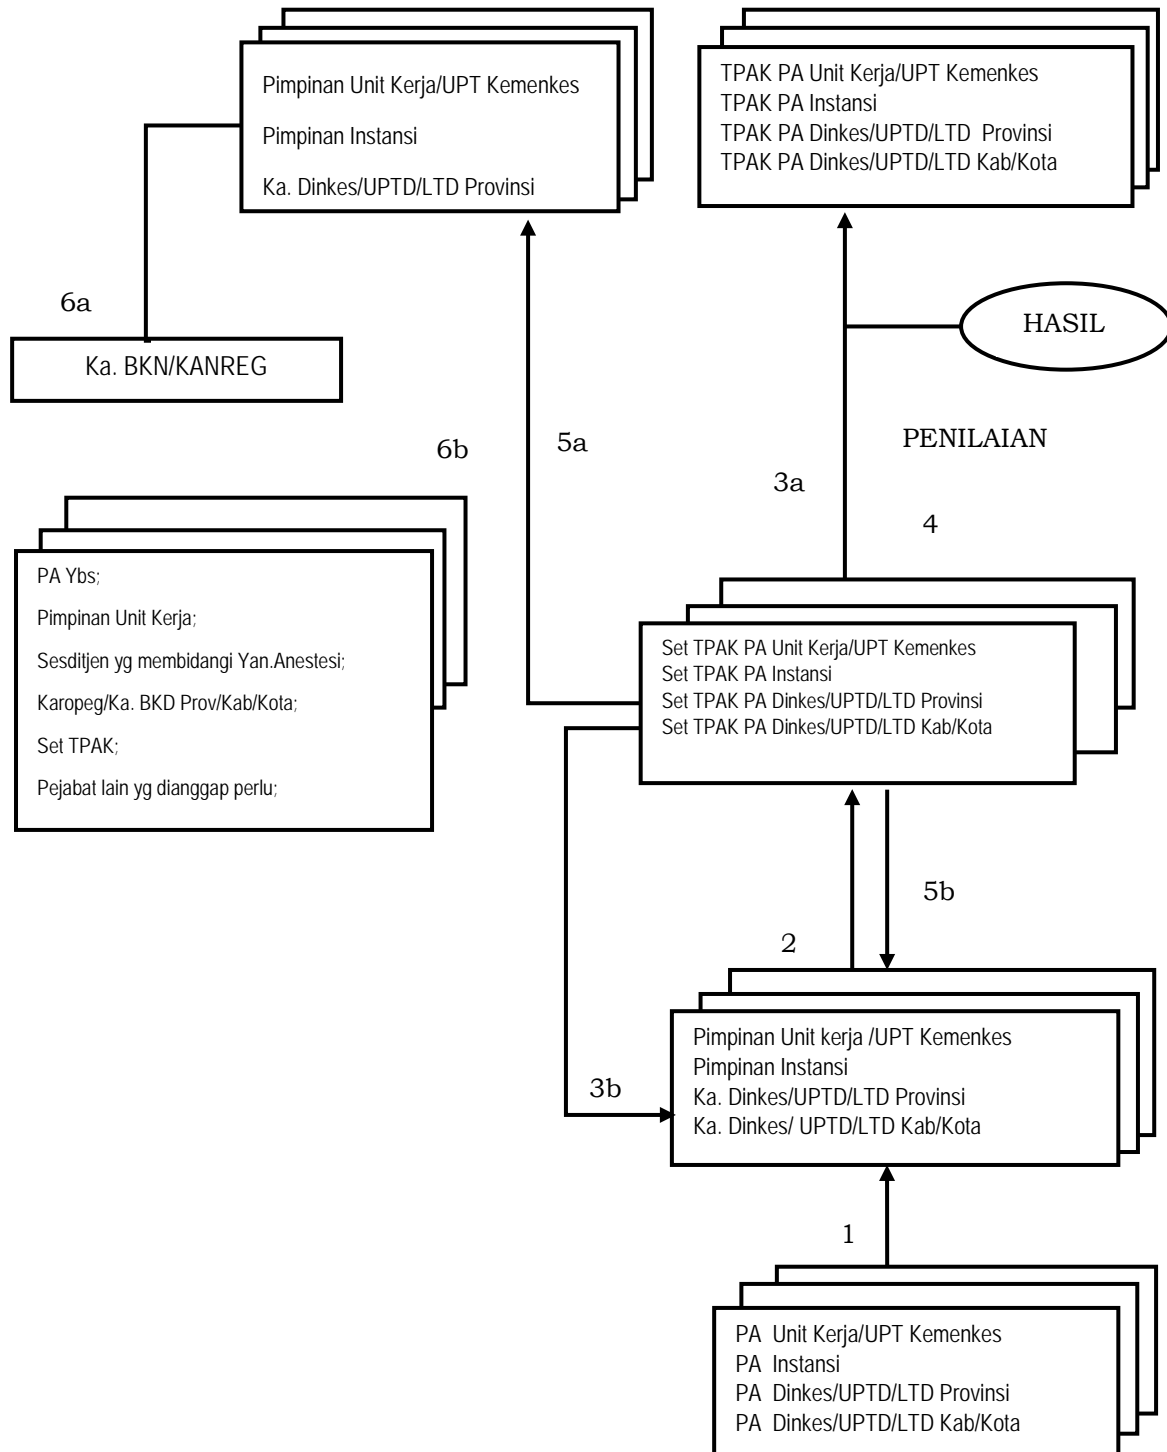 Pimpinan Unit Kerja/UPT Kemenkes
Pimpinan Instansi
Ka. Dinkes/UPTD/LTD Provinsi
TPAK PA Unit Kerja/UPT Kemenkes
TPAK PA Instansi
TPAK PA Dinkes/UPTD/LTD Provinsi
TPAK PA Dinkes/UPTD/LTD Kab/Kota
6a
HASIL
Ka. BKN/KANREG
6b
5a
PENILAIAN
3a
4
PA Ybs;
Pimpinan Unit Kerja;
Sesditjen yg membidangi Yan.Anestesi;
Karopeg/Ka. BKD Prov/Kab/Kota;
Set TPAK;
Pejabat lain yg dianggap perlu;
Set TPAK PA Unit Kerja/UPT Kemenkes
Set TPAK PA Instansi
Set TPAK PA Dinkes/UPTD/LTD Provinsi
Set TPAK PA Dinkes/UPTD/LTD Kab/Kota
5b
2
Pimpinan Unit kerja /UPT Kemenkes
Pimpinan Instansi
Ka. Dinkes/UPTD/LTD Provinsi
Ka. Dinkes/ UPTD/LTD Kab/Kota
3b
1
PA Unit Kerja/UPT Kemenkes
PA Instansi
PA Dinkes/UPTD/LTD Provinsi
PA Dinkes/UPTD/LTD Kab/Kota